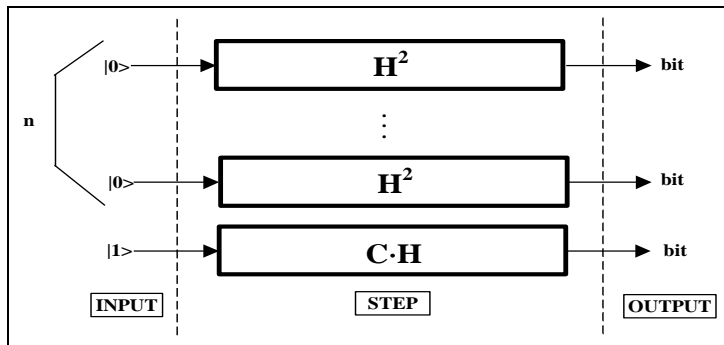 |0> H² bit
⋮
n
|0> H² bit
|1> C·H bit
INPUT STEP OUTPUT